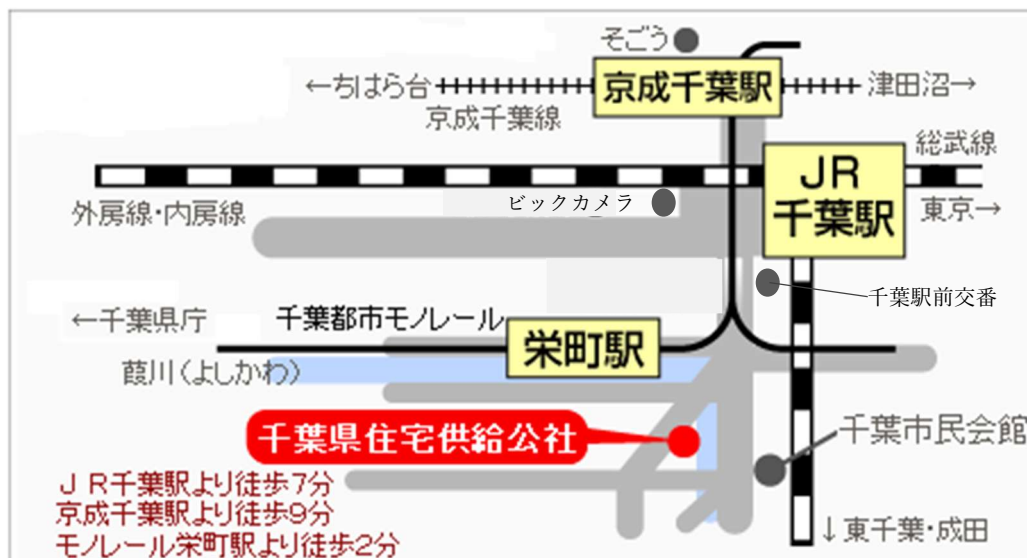 そごう
京成千葉駅
←ちはら台
津田沼→
京成千葉線
総武線
JR
千葉駅
外房線・内房線
ビックカメラ
東京→
千葉駅前交番
←千葉県庁
千葉都市モノレール
栄町駅
葭川(よしかわ)
千葉県住宅供給公社
千葉市民会館
JR千葉駅より徒歩7分
京成千葉駅より徒歩9分
モノレール栄町駅より徒歩2分
↓東千葉・成田